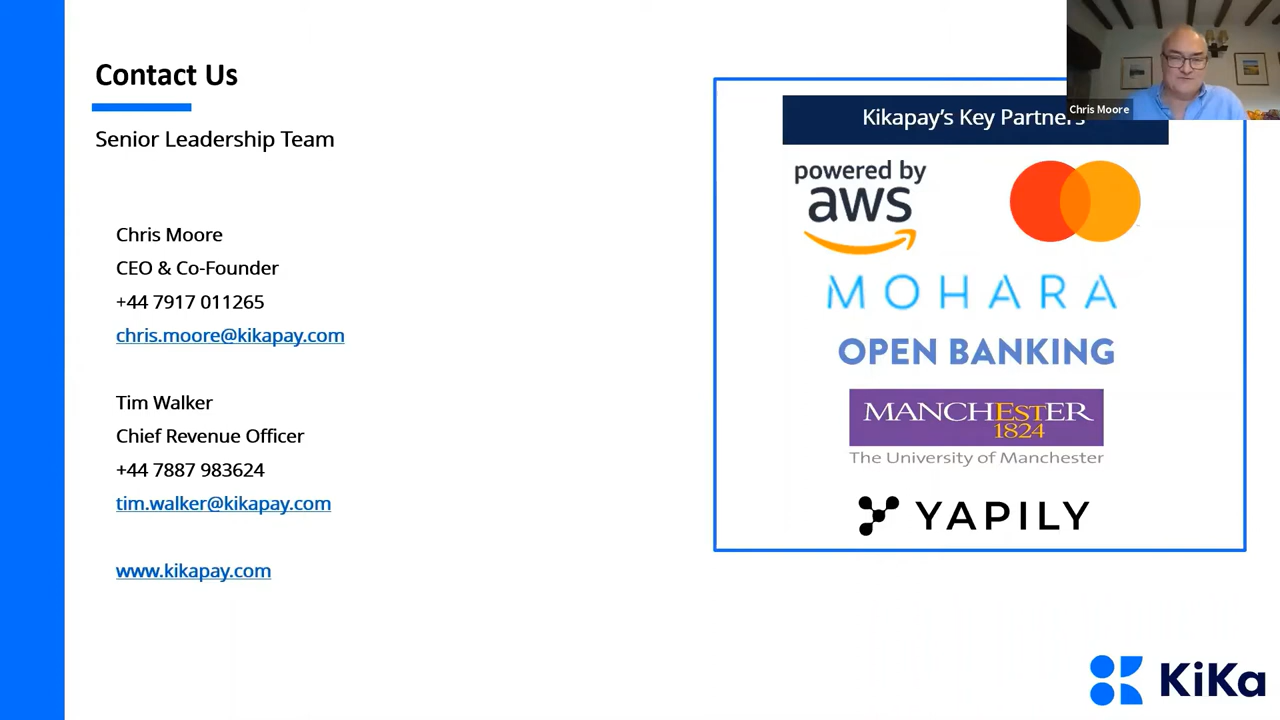 Contact Us
Senior Leadership Team
Chris Moore
CEO & Co-Founder
+44 7917 011265
chris.moore@kikapay.com
Tim Walker
Chief Revenue Officer
+44 7887 983624
tim.walker@kikapay.com
www.kikapay.com
Chris Moore
Kikapay's Key Partners
powered by
aws
MOHARA
OPEN BANKING
MANCHESTER
1824
The University of Manchester
YAPILY
KiKa